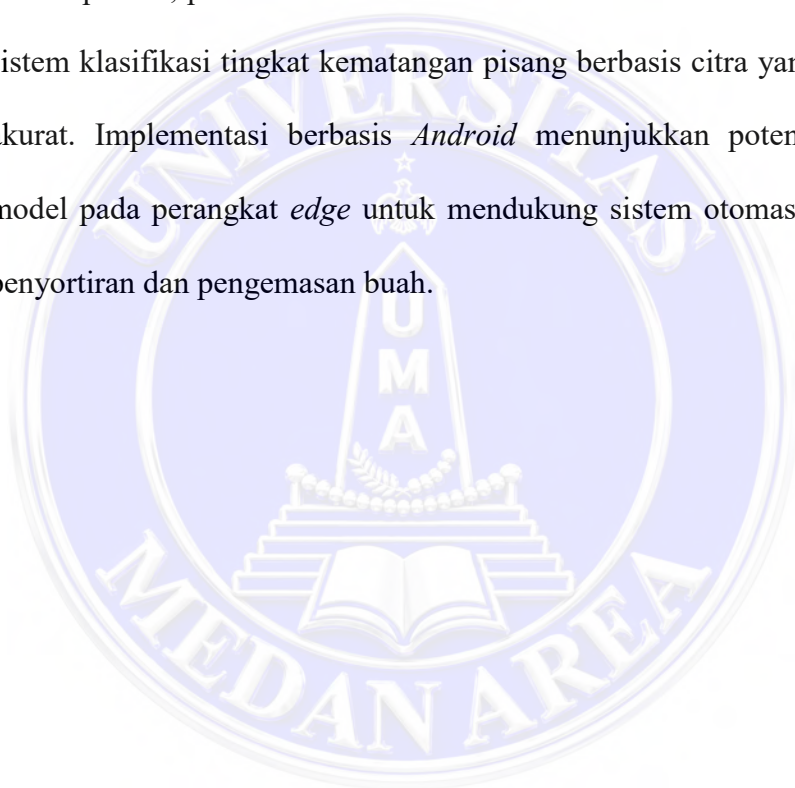 istem klasifikasi tingkat kematangan pisang berbasis citra yan
akurat. Implementasi berbasis Android menunjukkan poten
model pada perangkat edge untuk mendukung sistem otomas
penyortiran dan pengemasan buah.
UNIVERSITAS
UMA
MEDAN AREA